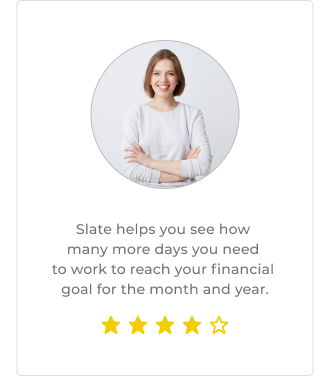 Slate helps you see how
many more days you need
to work to reach your financial
goal for the month and year.